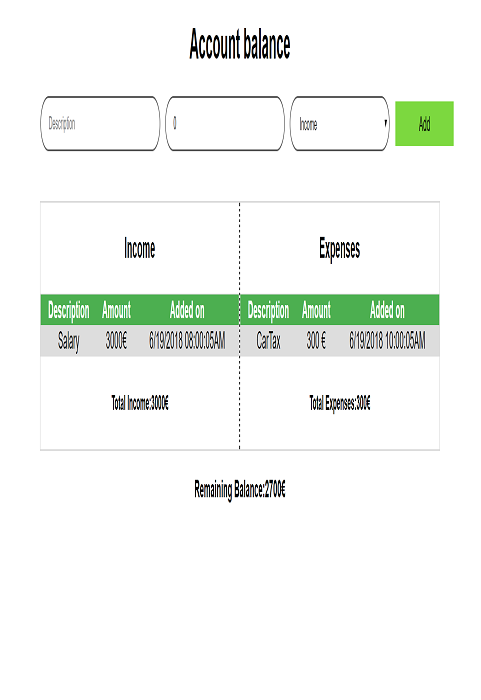 Account balance
Description 0 Income Add
Income Expenses
Description Amount Added on Description Amount Added on
Salary 3000€ 6/19/2018 08:00:05AM CarTax 300 € 6/19/2018 10:00:05AM
Total Income:3000€ Total Expenses:300€
Remaining Balance:2700€